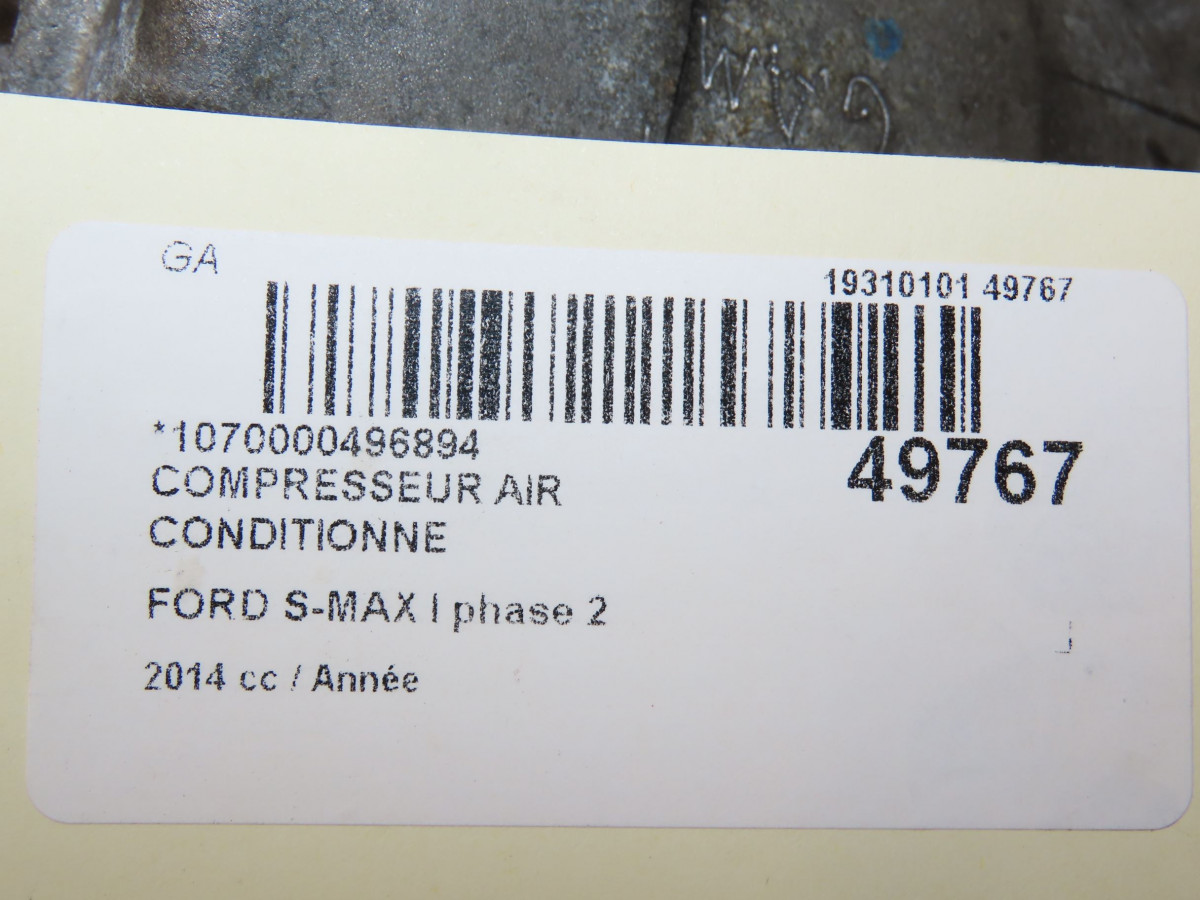 GA
19310101 49767
*1070000496894
49767
COMPRESSEUR AIR
CONDITIONNE
FORD S-MAX I phase 2
2014 cc / Année